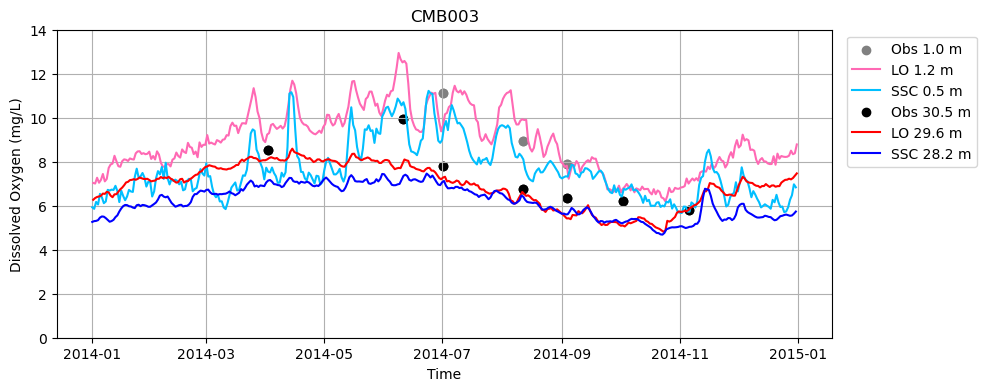 CMB003
Dissolved Oxygen (mg/L)
14
12
10
8
6
4
2
0
2014-01
2014-03
2014-05
2014-07
2014-09
2014-11
2015-01
Time
Obs 1.0 m
LO 1.2 m
SSC 0.5 m
Obs 30.5 m
LO 29.6 m
SSC 28.2 m